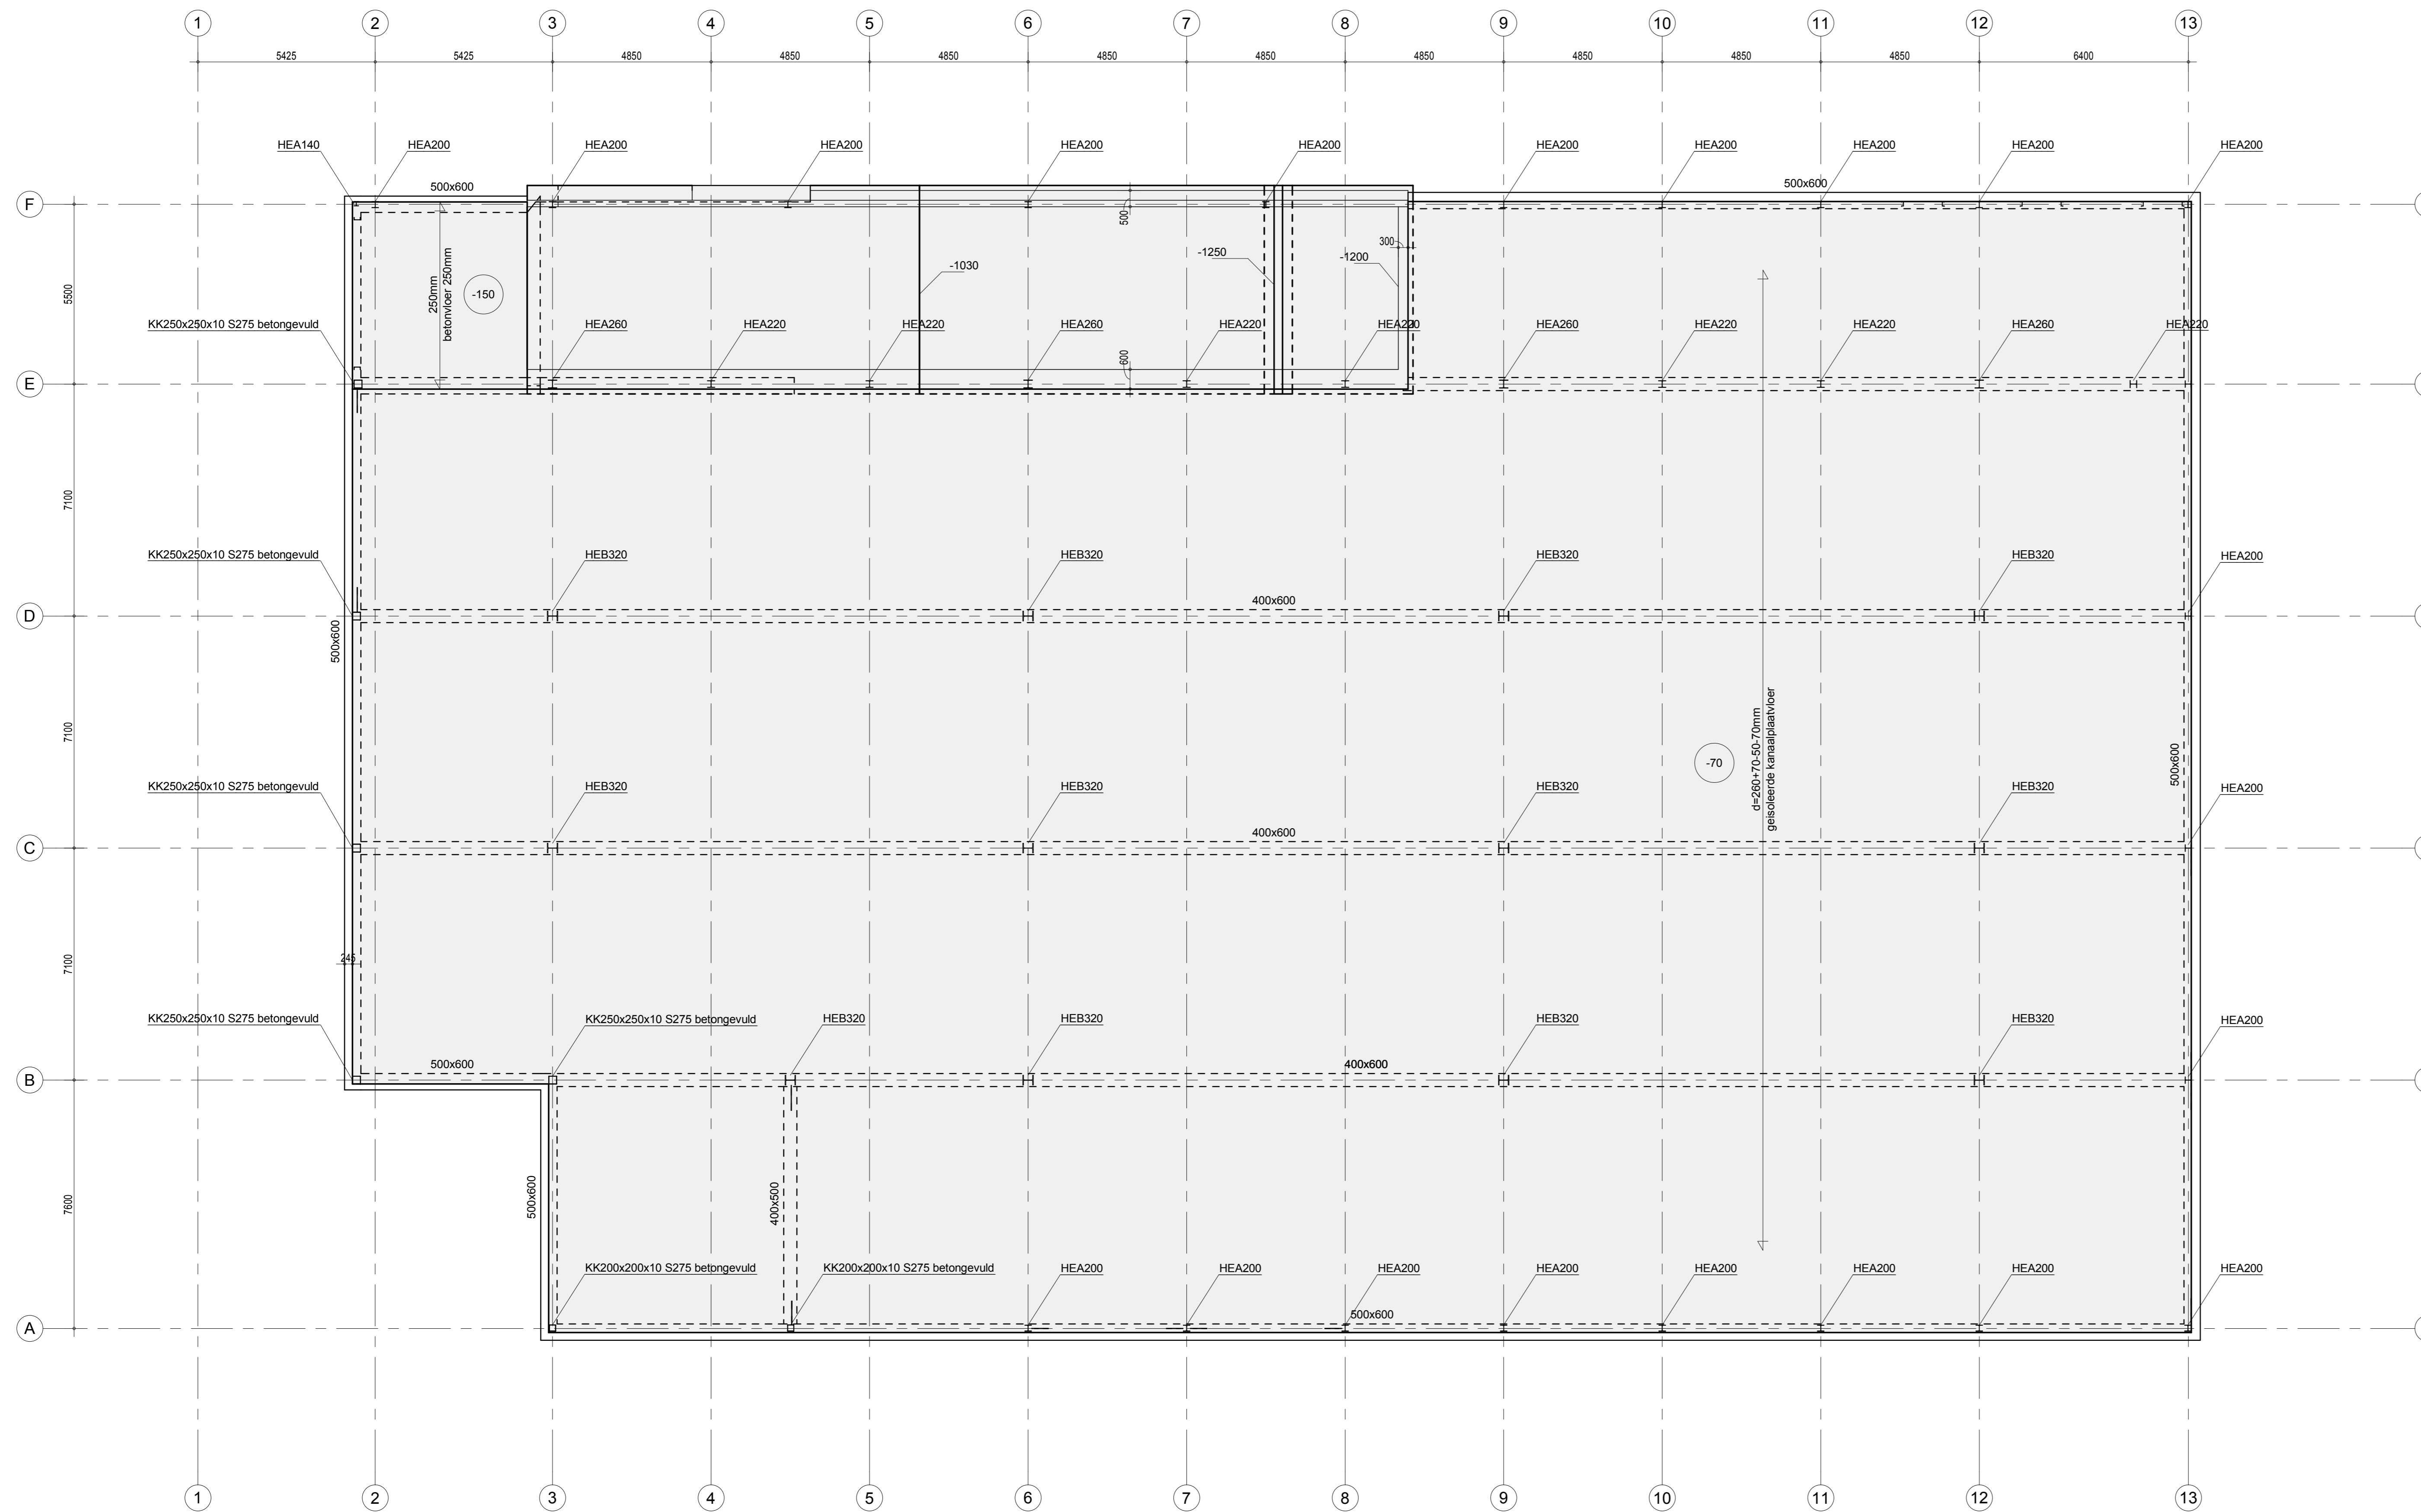 1
2
3
4
5
6
7
8
9
10
11
12
13
5425
5425
4850
4850
4850
4850
4850
4850
4850
4850
4850
6400
HEA140
HEA200
HEA200
HEA200
HEA200
HEA200
HEA200
HEA200
HEA200
HEA200
HEA200
500x600
500x600
F
500
300
-1030
-1250
-1200
5500
250mm
betonvloer 250mm
-150
KK250x250x10 S275 betongevuld
HEA260
HEA220
HEA220
HEA260
HEA220
HEA220
HEA260
HEA220
HEA220
HEA260
HEA220
600
E
7100
KK250x250x10 S275 betongevuld
HEB320
HEB320
HEB320
HEB320
HEA200
400x600
D
500x600
7100
d=260+70-50-70mm
geisoleerde kanaalplaatvloer
-70
500x600
KK250x250x10 S275 betongevuld
HEB320
HEB320
HEB320
HEB320
HEA200
400x600
C
7100
245
KK250x250x10 S275 betongevuld
KK250x250x10 S275 betongevuld
HEB320
HEB320
HEB320
HEB320
HEA200
500x600
400x600
B
7600
500x600
400x500
KK200x200x10 S275 betongevuld
KK200x200x10 S275 betongevuld
HEA200
HEA200
HEA200
HEA200
HEA200
HEA200
HEA200
HEA200
500x600
A
1
2
3
4
5
6
7
8
9
10
11
12
13